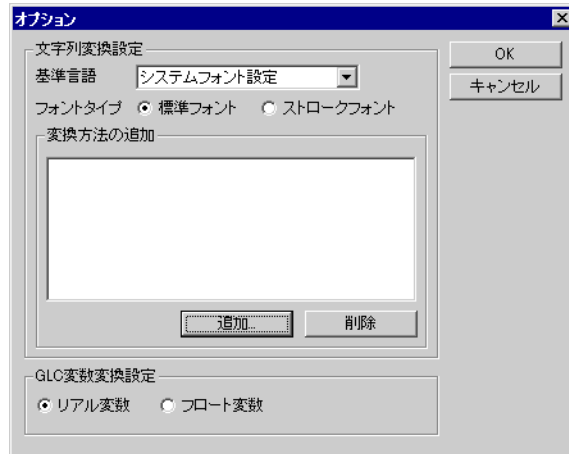 オプション
文字列変換設定
基準言語 システムフォント設定
フォントタイプ 標準フォント ストロークフォント
変換方法の追加
追加... 削除
GLC変数変換設定
リアル変数 フロート変数
OK
キャンセル